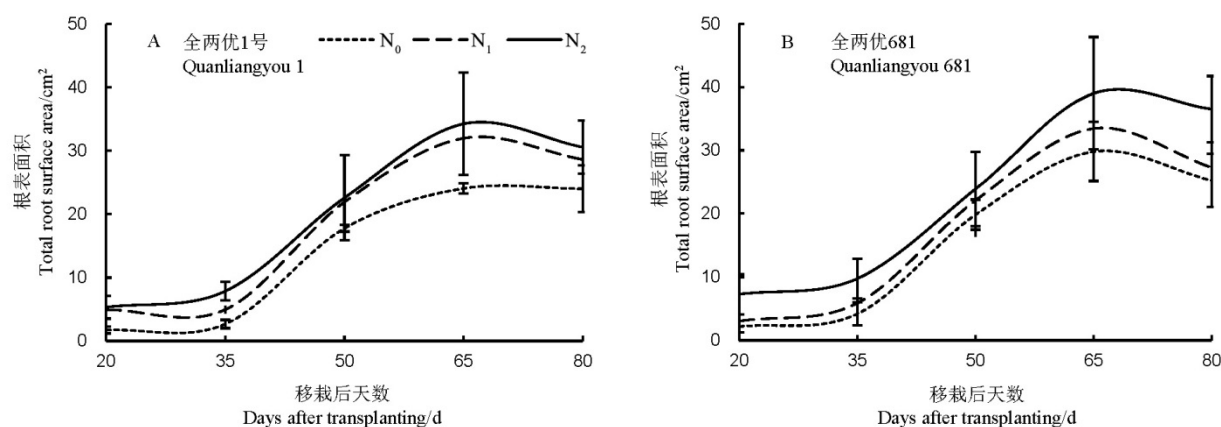 A 全两优1号
Quanliangyou 1
N₀ N₁ N₂
根表面积
Total root surface area/cm²
50
40
30
20
10
0
20 35 50 65 80
移栽后天数
Days after transplanting/d
B 全两优681
Quanliangyou 681
根表面积
Total root surface area/cm²
50
40
30
20
10
0
20 35 50 65 80
移栽后天数
Days after transplanting/d